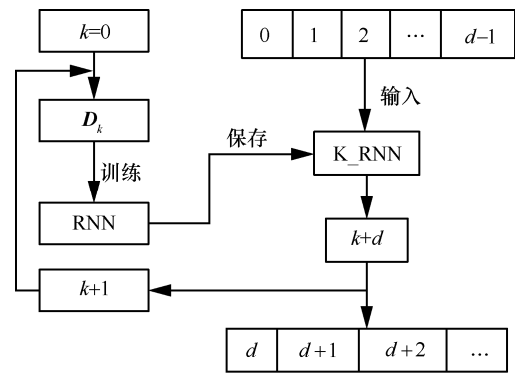 k=0
0 1 2 … d−1
输入
D_k
保存
K_RNN
训练
RNN
k+d
k+1
d d+1 d+2 …